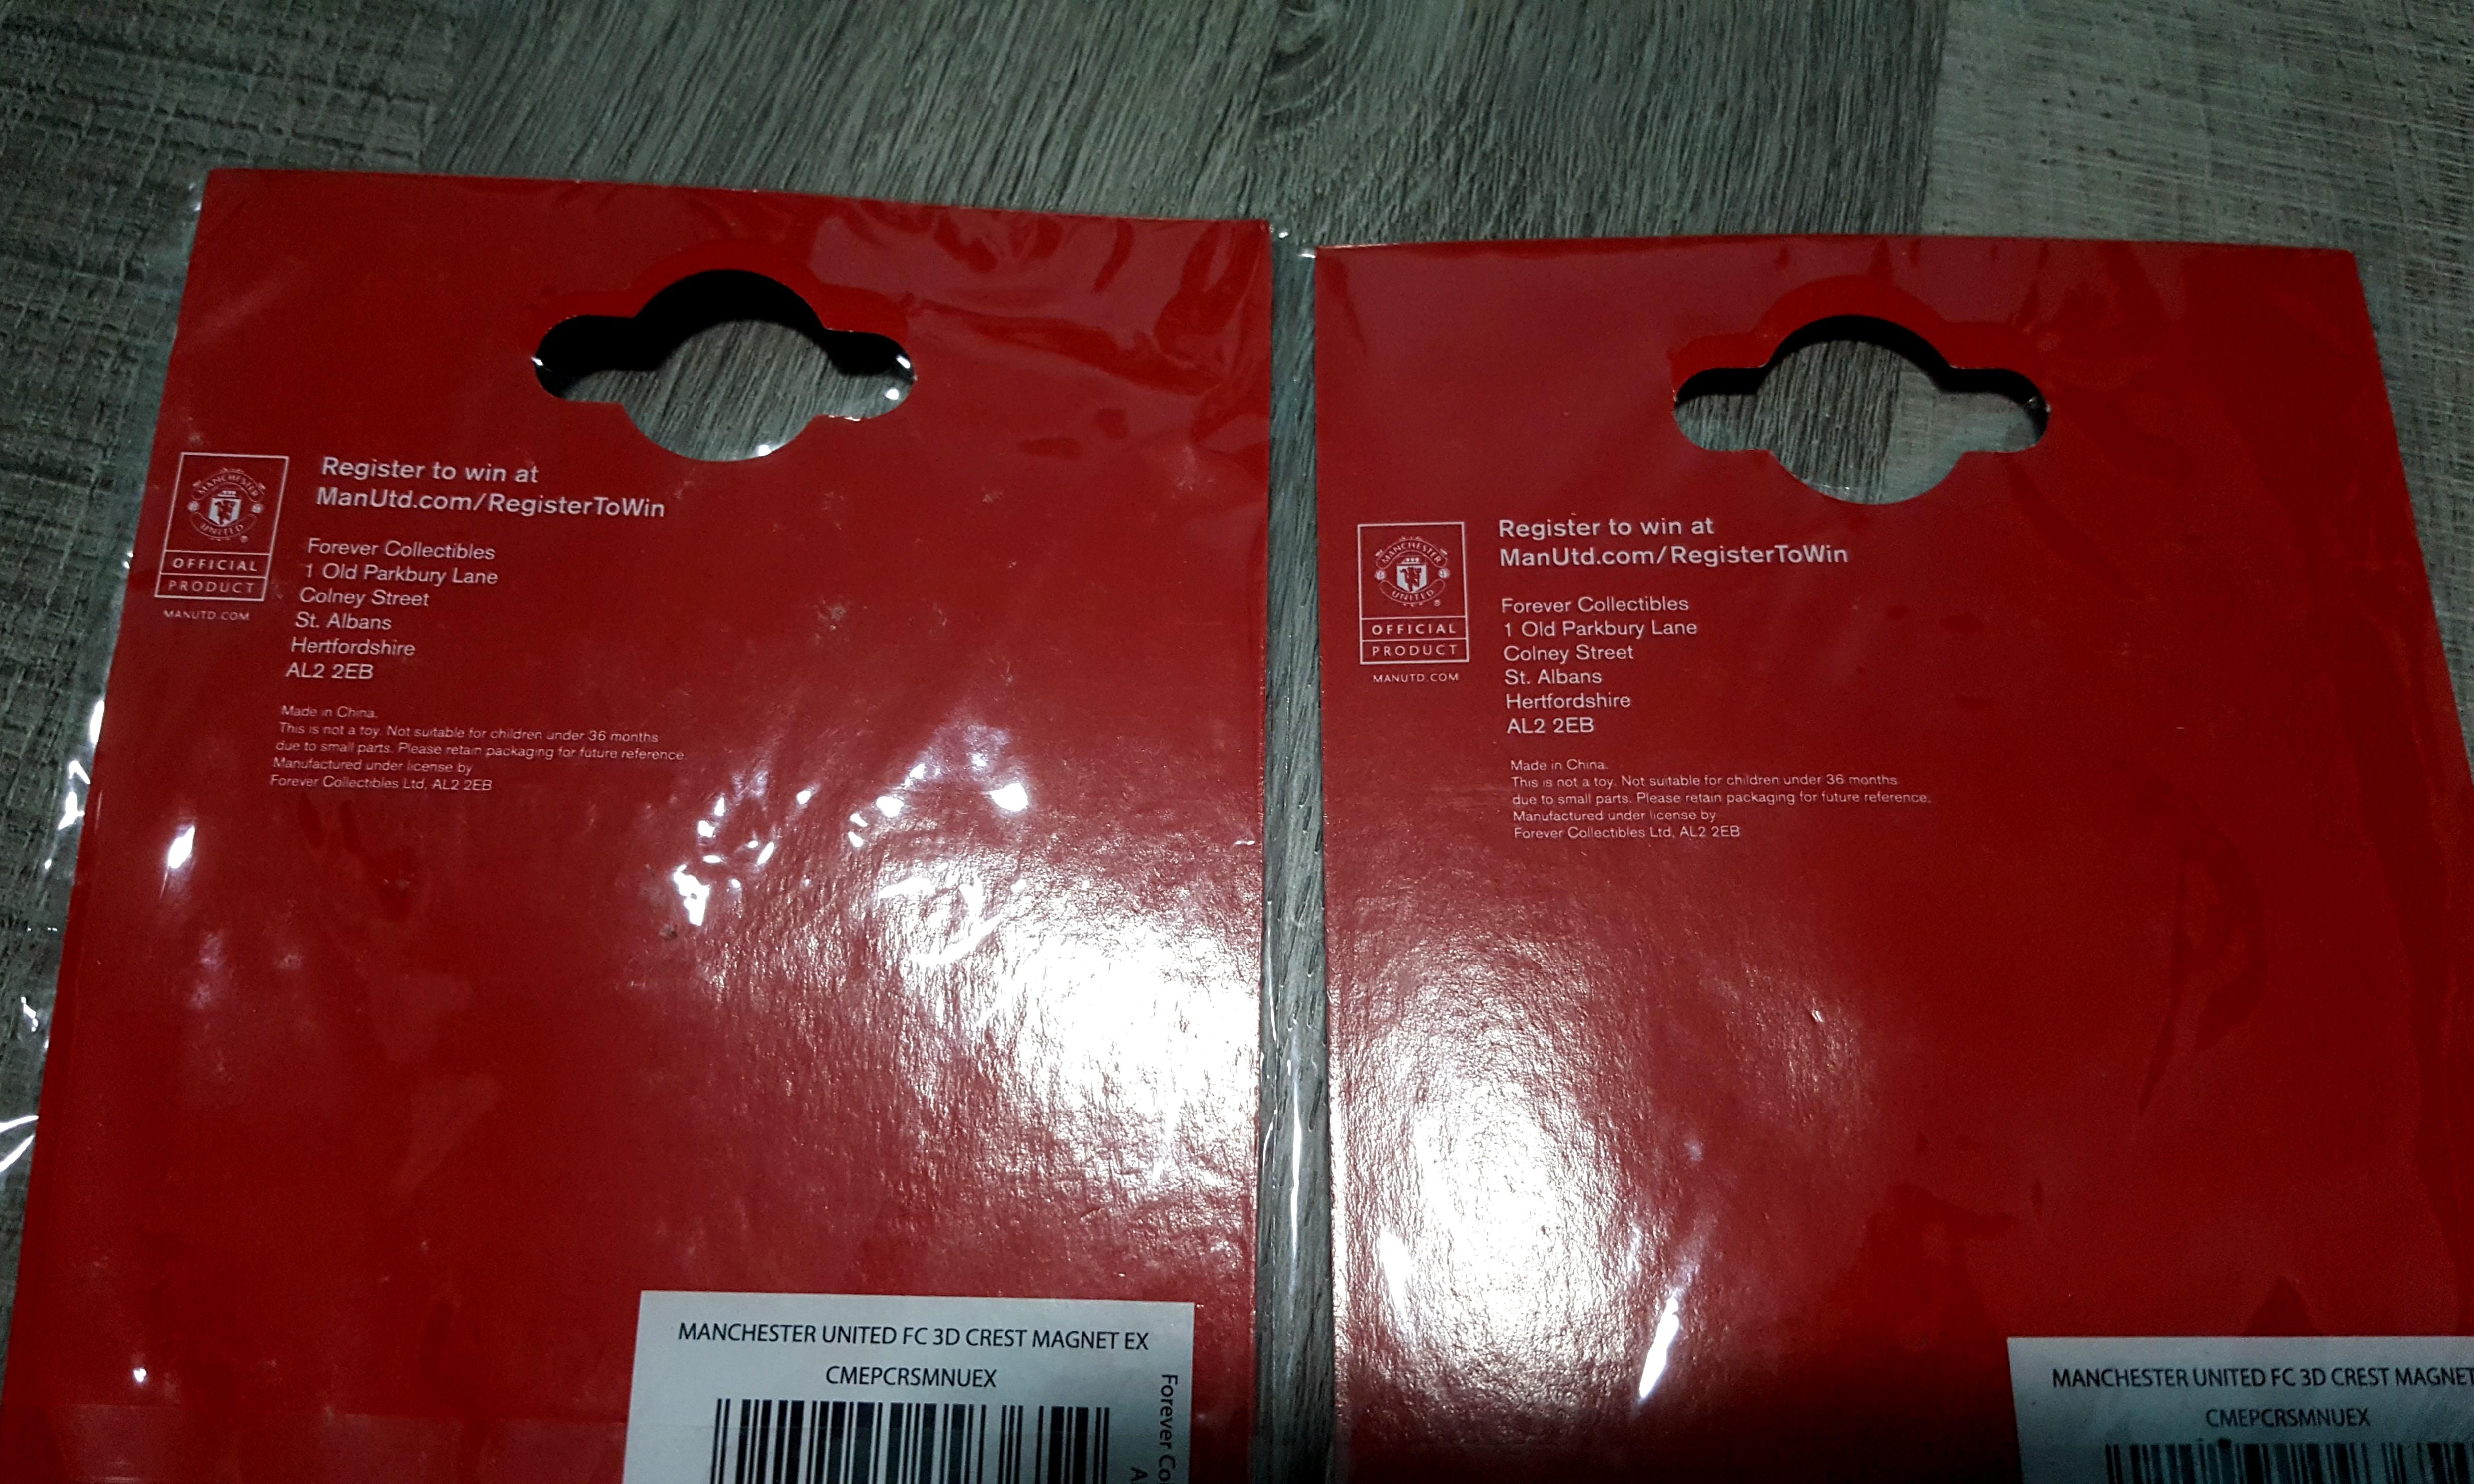 MANCHESTER
UNITED
OFFICIAL
PRODUCT
MANUTD.COM
Register to win at
ManUtd.com/RegisterToWin
Forever Collectibles
1 Old Parkbury Lane
Colney Street
St. Albans
Hertfordshire
AL2 2EB
Made in China.
This is not a toy. Not suitable for children under 36 months
due to small parts. Please retain packaging for future reference.
Manufactured under license by
Forever Collectibles Ltd, AL2 2EB
MANCHESTER UNITED FC 3D CREST MAGNET EX
CMEPCRSMNUEX
Forever Co
A
MANCHESTER
UNITED
OFFICIAL
PRODUCT
MANUTD.COM
Register to win at
ManUtd.com/RegisterToWin
Forever Collectibles
1 Old Parkbury Lane
Colney Street
St. Albans
Hertfordshire
AL2 2EB
Made in China.
This is not a toy. Not suitable for children under 36 months
due to small parts. Please retain packaging for future reference.
Manufactured under license by
Forever Collectibles Ltd, AL2 2EB
MANCHESTER UNITED FC 3D CREST MAGNET
CMEPCRSMNUEX